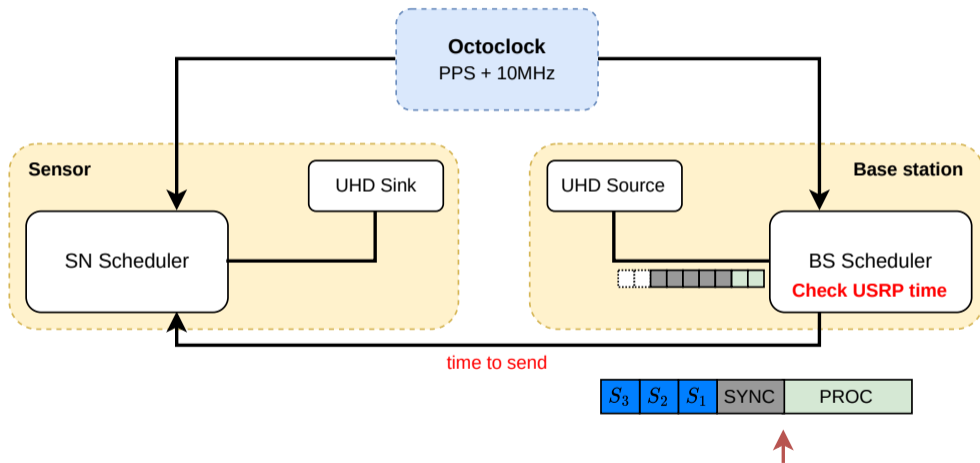 Octoclock
PPS + 10MHz
Sensor
UHD Sink
SN Scheduler
UHD Source
Base station
BS Scheduler
Check USRP time
time to send
S₃ S₂ S₁ SYNC PROC